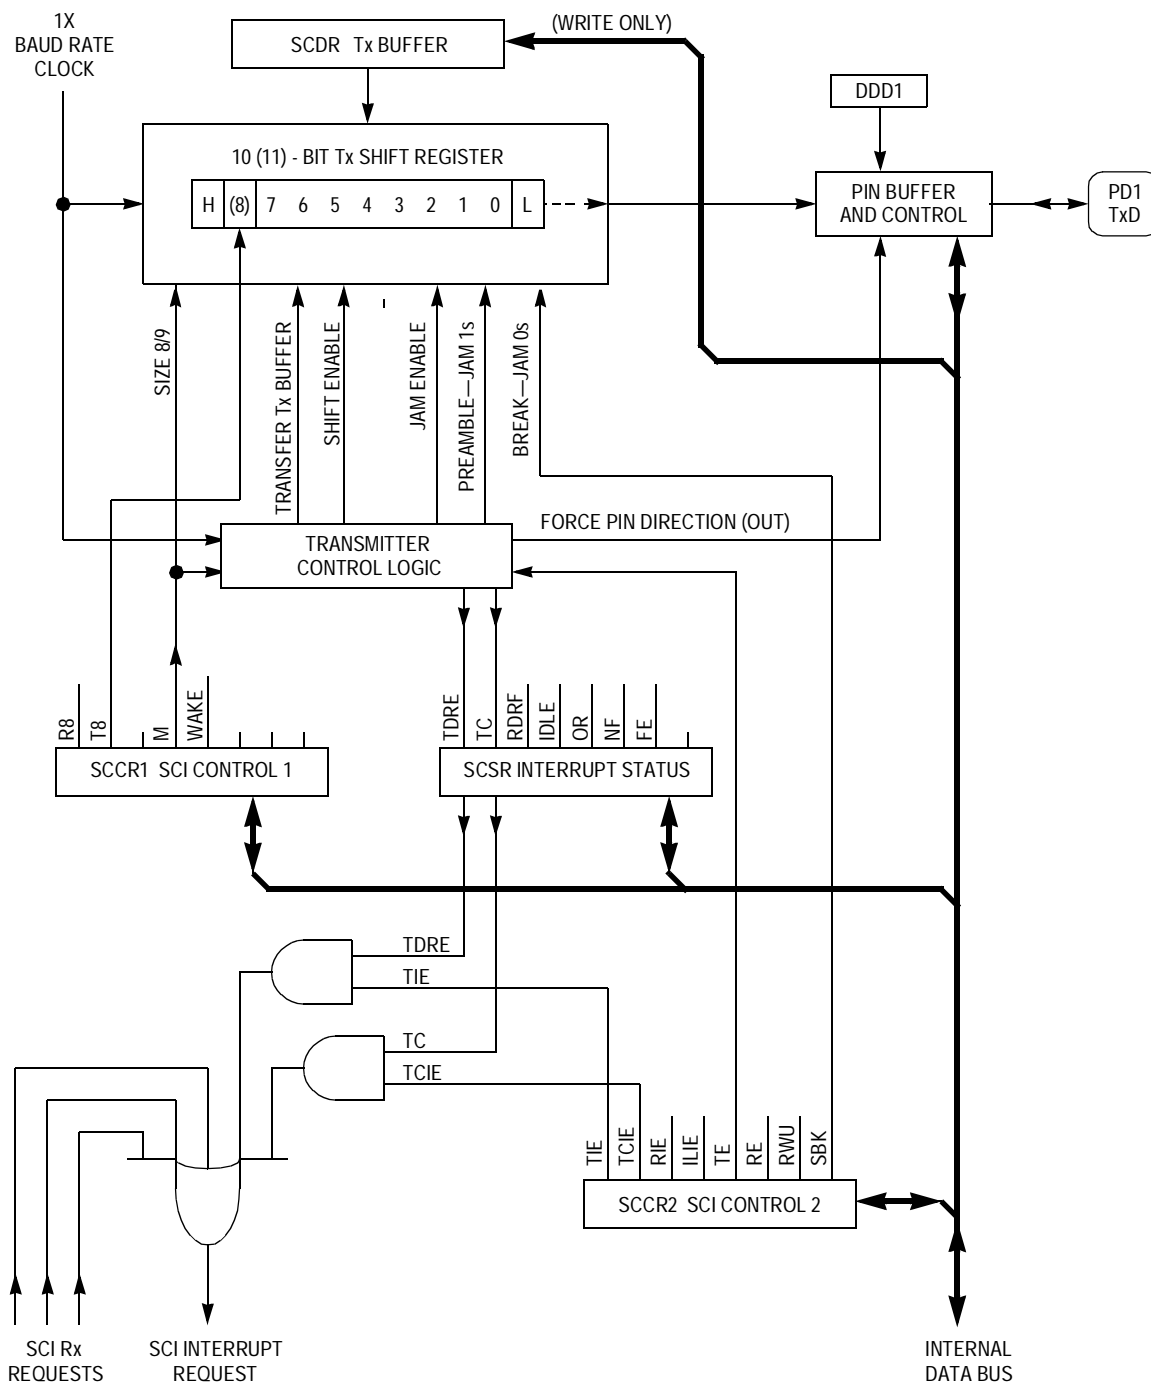 1X
BAUD RATE
CLOCK
SCDR Tx BUFFER
(WRITE ONLY)
DDD1
10 (11) - BIT Tx SHIFT REGISTER
H (8) 7 6 5 4 3 2 1 0 L
PIN BUFFER
AND CONTROL
PD1
TxD
SIZE 8/9
TRANSFER Tx BUFFER
SHIFT ENABLE
JAM ENABLE
PREAMBLE—JAM 1s
BREAK—JAM 0s
FORCE PIN DIRECTION (OUT)
TRANSMITTER
CONTROL LOGIC
R8
T8
M
WAKE
TDRE
TC
RDRF
IDLE
OR
NF
FE
SCCR1 SCI CONTROL 1
SCSR INTERRUPT STATUS
TDRE
TIE
TC
TCIE
TIE
TCIE
RIE
ILIE
TE
RE
RWU
SBK
SCCR2 SCI CONTROL 2
SCI Rx
REQUESTS
SCI INTERRUPT
REQUEST
INTERNAL
DATA BUS